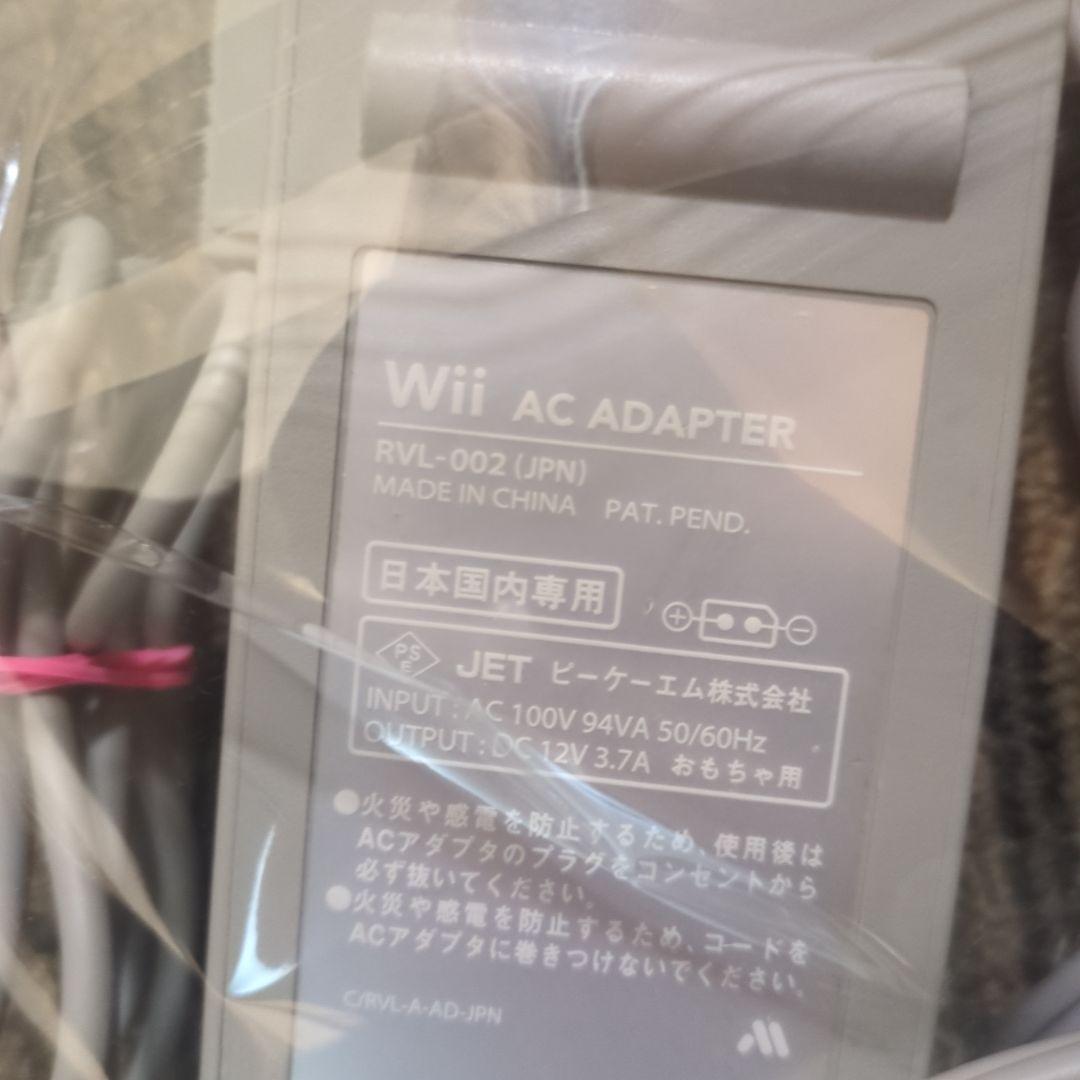 Wii AC ADAPTER
RVL-002 (JPN)
MADE IN CHINA PAT. PEND.
日本国内専用
PS
E
JET ピーケーエム株式会社
INPUT : AC 100V 94VA 50/60Hz
OUTPUT : DC 12V 3.7A おもちゃ用
●火災や感電を防止するため、使用後は
ACアダプタのプラグをコンセントから
必ず抜いてください。
●火災や感電を防止するため、コードを
ACアダプタに巻きつけないでください。
C/RVL-A-AD-JPN